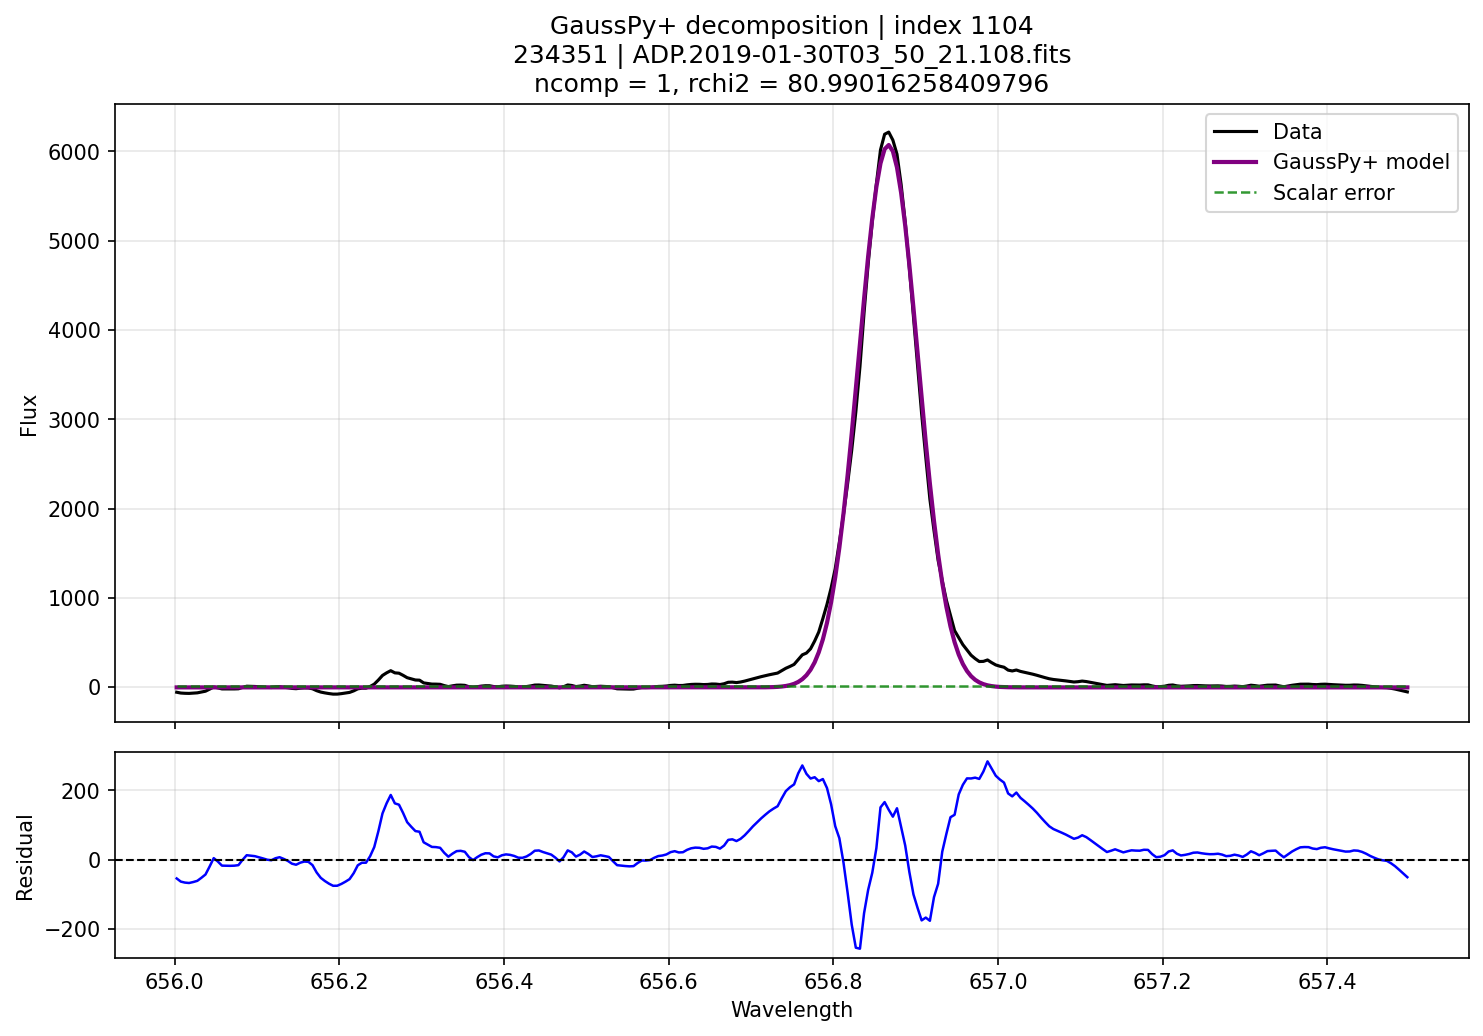 GaussPy+ decomposition | index 1104
234351 | ADP.2019-01-30T03_50_21.108.fits
ncomp = 1, rchi2 = 80.99016258409796
Data
GaussPy+ model
Scalar error
Flux
6000
5000
4000
3000
2000
1000
0
Residual
200
0
−200
656.0 656.2 656.4 656.6 656.8 657.0 657.2 657.4
Wavelength